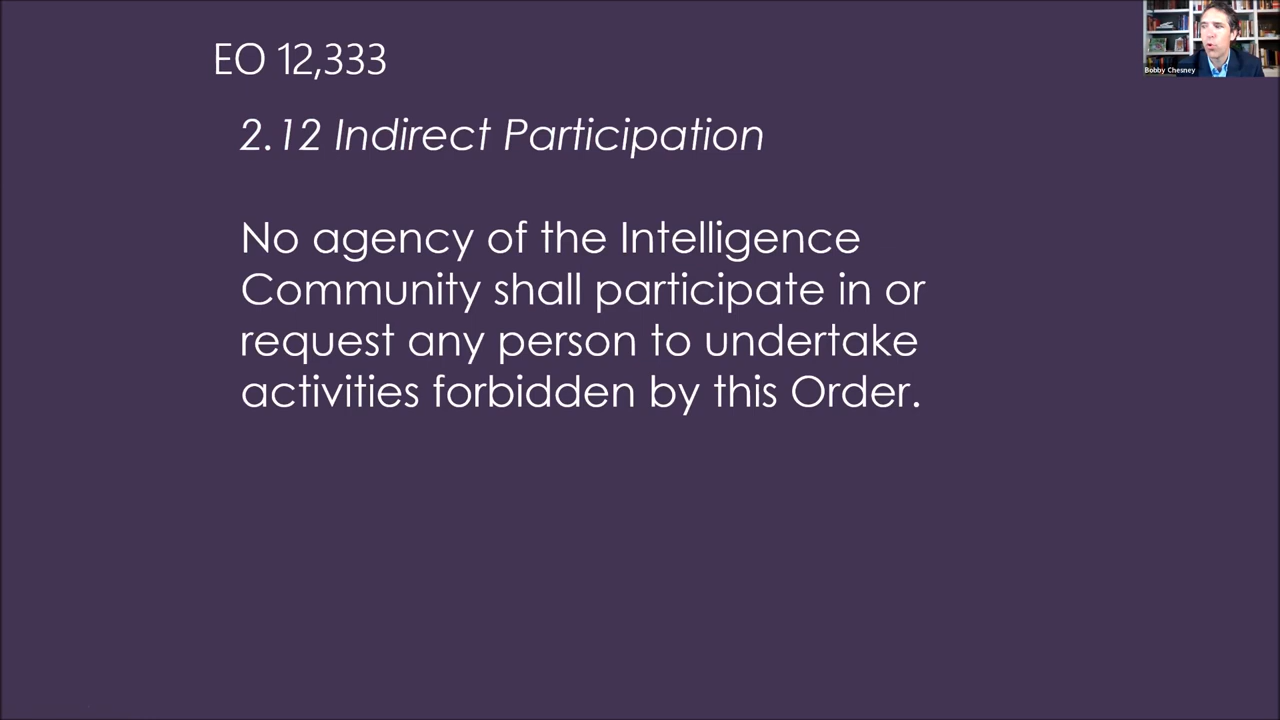 EO 12,333
Bobby Chesney
2.12 Indirect Participation
No agency of the Intelligence
Community shall participate in or
request any person to undertake
activities forbidden by this Order.